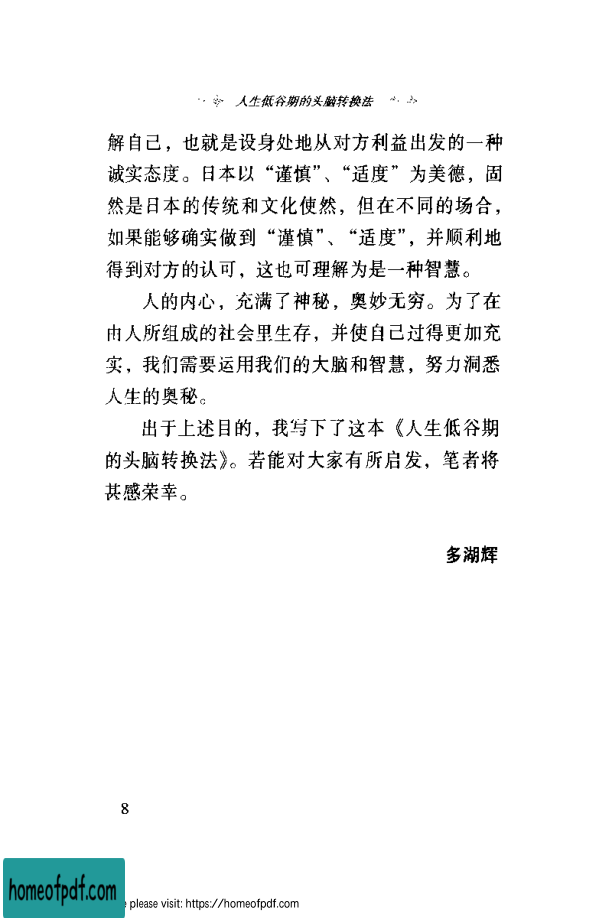 人生低谷期的头脑转换法
解自己，也就是设身处地从对方利益出发的一种
诚实态度。日本以“谨慎”、“适度”为美德，固
然是日本的传统和文化使然，但在不同的场合，
如果能够确实做到“谨慎”、“适度”，并顺利地
得到对方的认可，这也可理解为是一种智慧。
人的内心，充满了神秘，奥妙无穷。为了在
由人所组成的社会里生存，并使自己过得更加充
实，我们需要运用我们的大脑和智慧，努力洞悉
人生的奥秘。
出于上述目的，我写下了这本《人生低谷期
的头脑转换法》。若能对大家有所启发，笔者将
甚感荣幸。
多湖辉
8
homeofpdf.com
please visit: https://homeofpdf.com